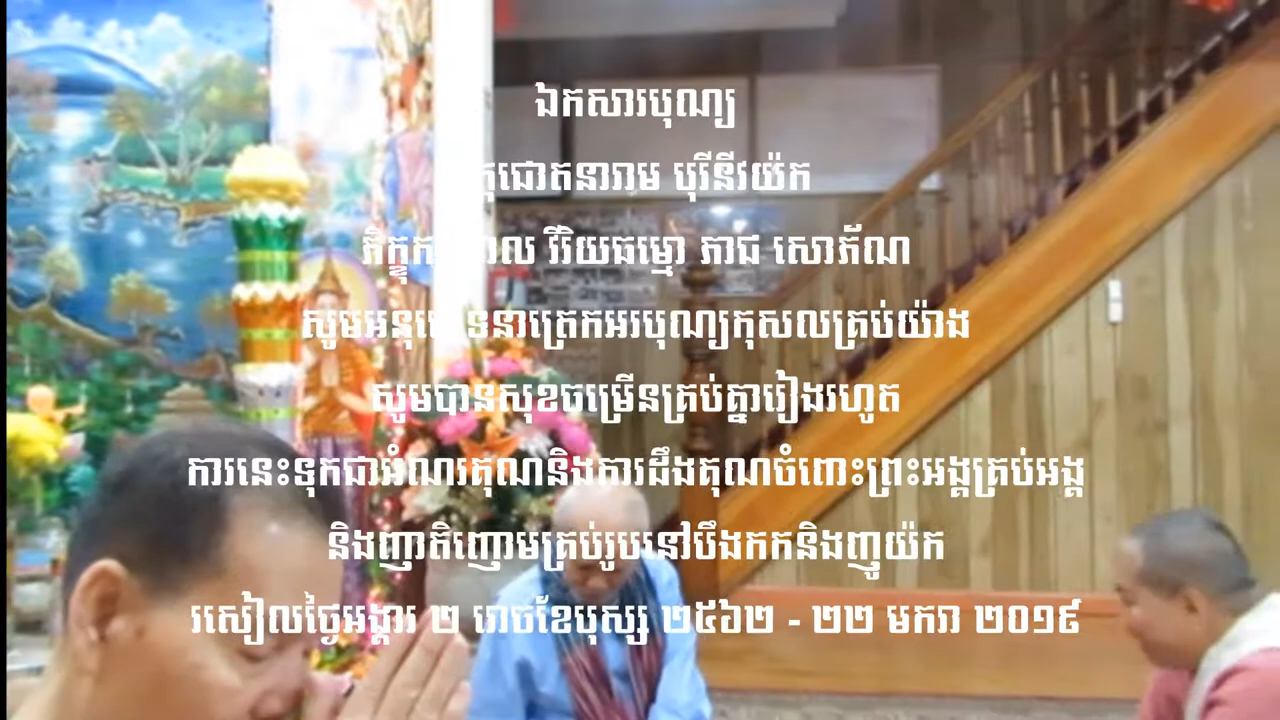 ឯកសារបុណ្យ
បុរីនីវយ៉ក
វីរិយធម្មោ ភាជ សោភ័ណ
សូមអនុមោទនាត្រេកអរបុណ្យកុសលគ្រប់យ៉ាង
សូមបានសុខចម្រើនគ្រប់គ្នារៀងរហូត
ការនេះទុកជាអំណរគុណនិងការដឹងគុណចំពោះព្រះអង្គគ្រប់អង្គ
និងញាតិញោមគ្រប់រូបនៅបឹងកកនិងញូយ៉ក
រសៀលថ្ងៃអង្គារ ២ រោចខែបុស្ស ២៥៦២ - ២២ មករា ២០១៩